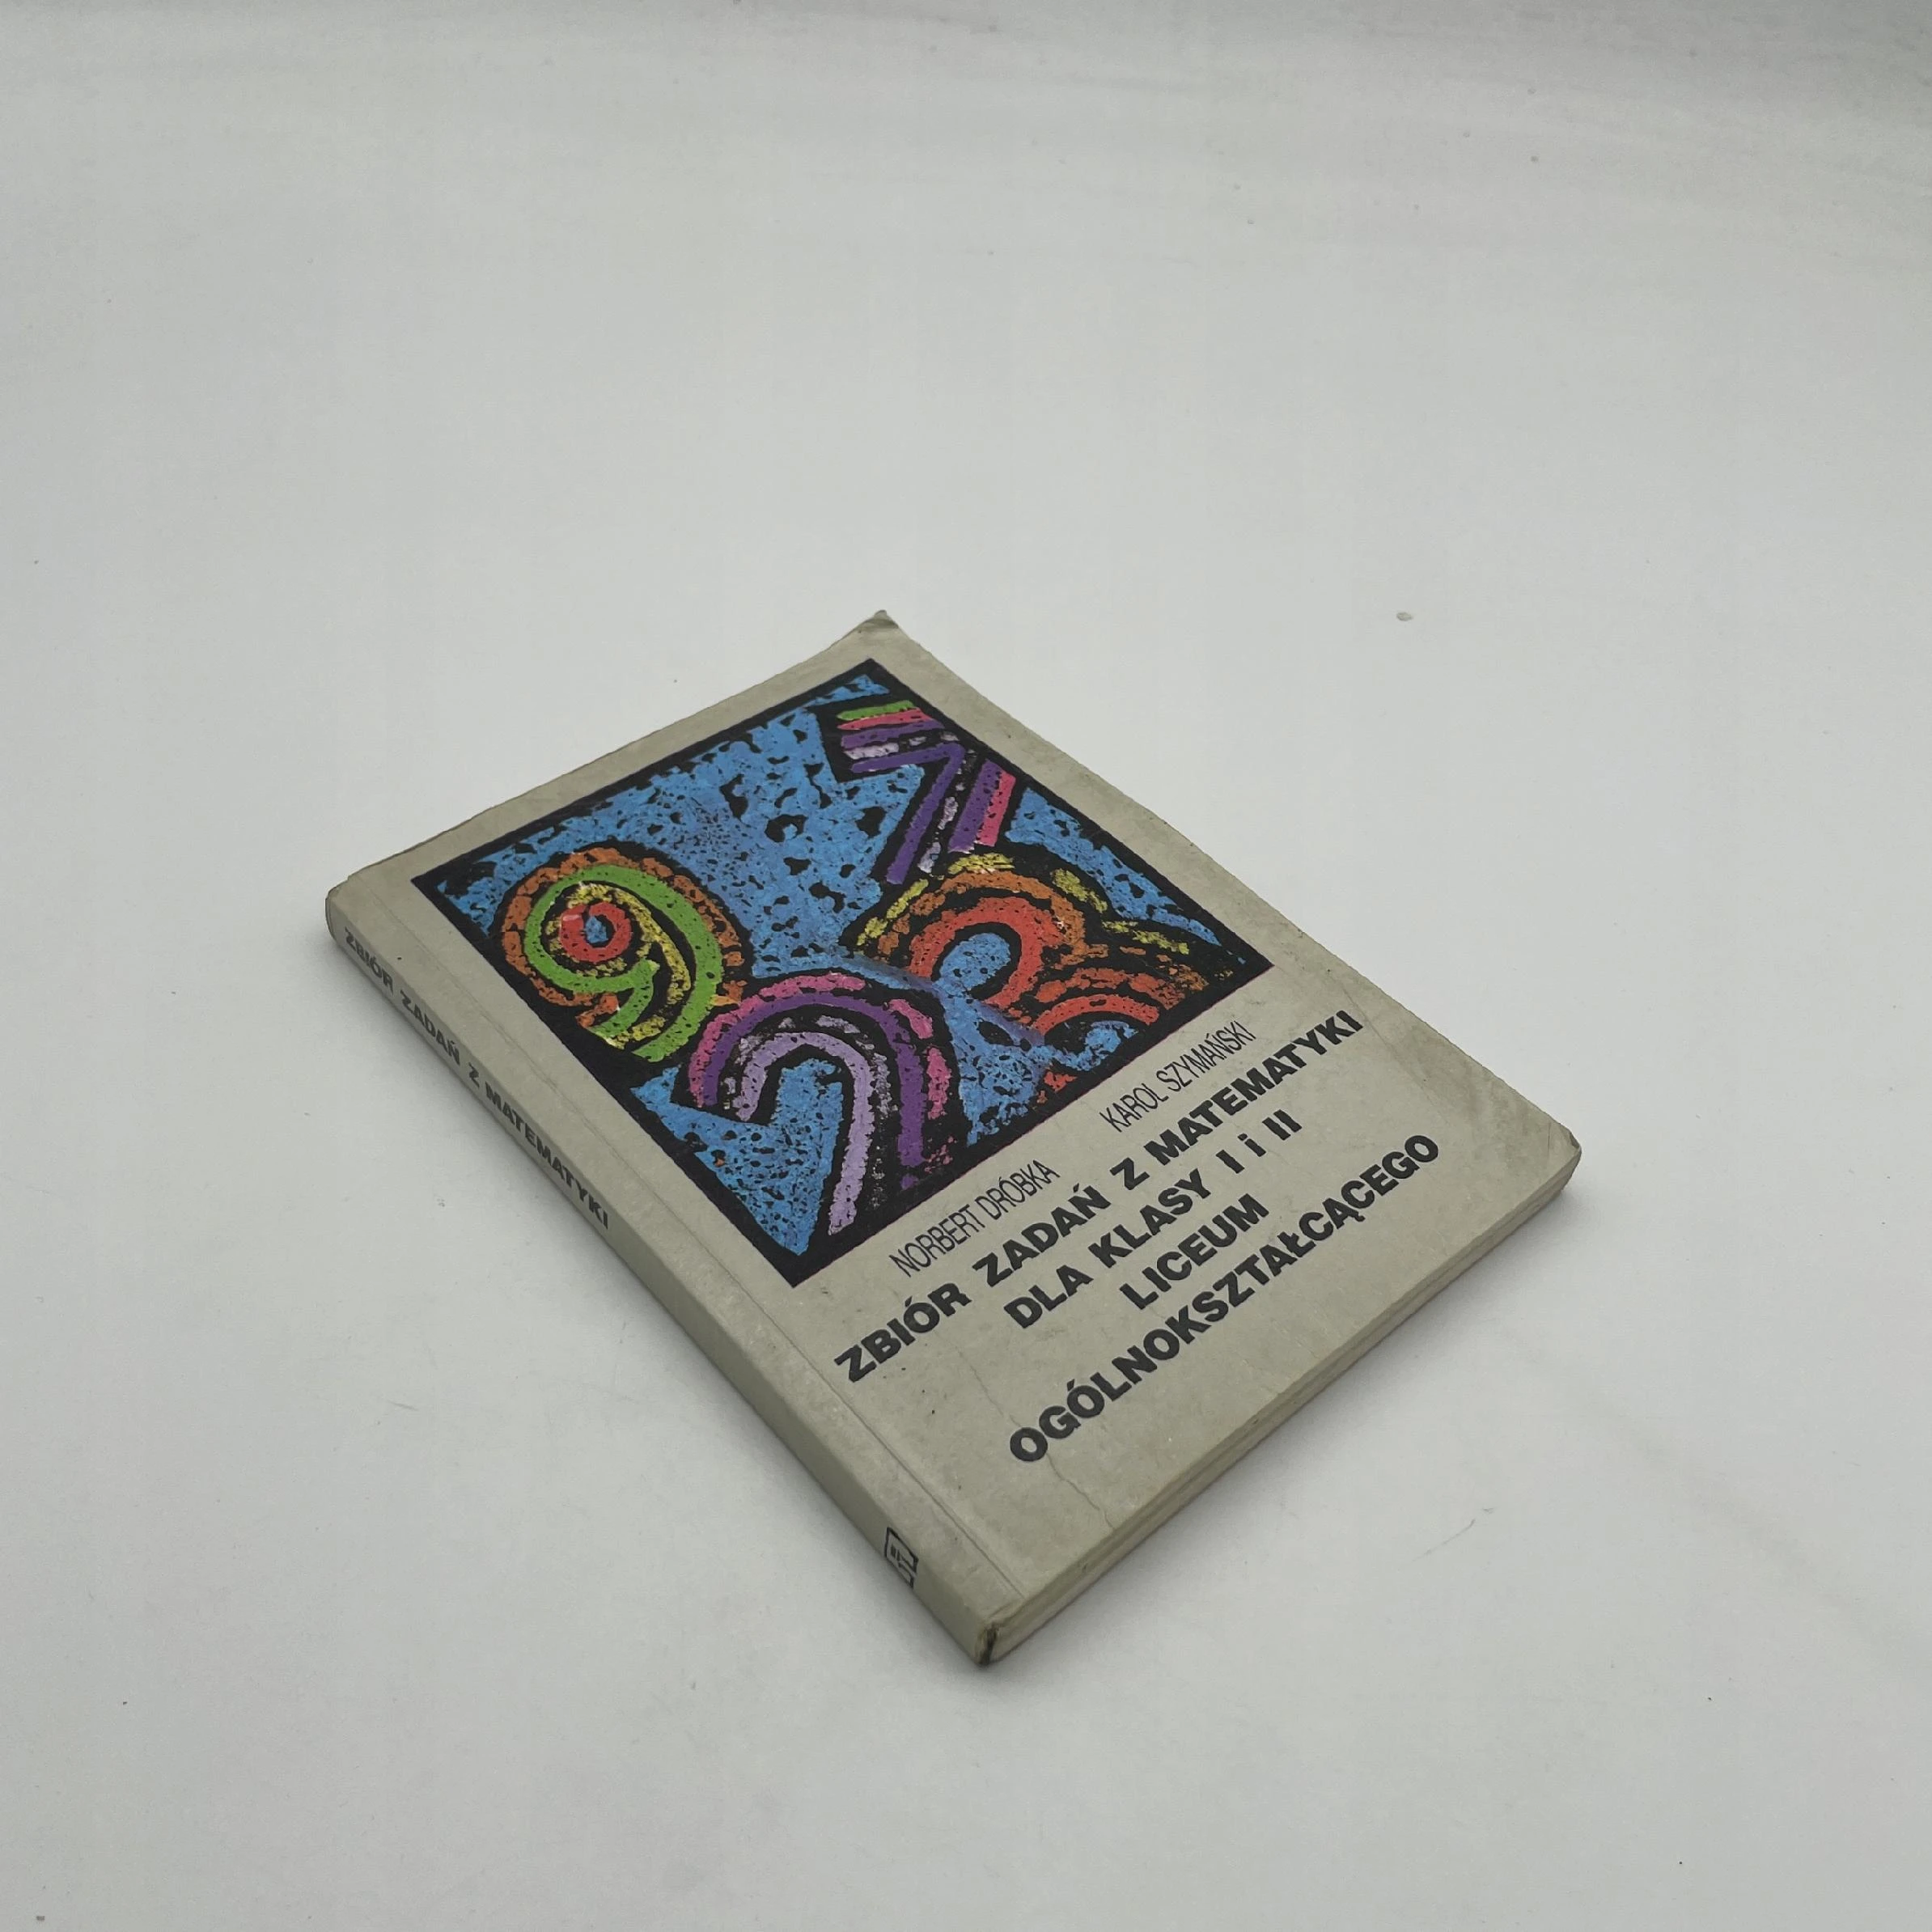 NORBERT DRÓBKA KAROL SZYMAŃSKI
ZBIÓR ZADAŃ Z MATEMATYKI
DLA KLASY I i II
LICEUM
OGÓLNOKSZTAŁCĄCEGO
ZBIÓR ZADAŃ Z MATEMATYKI